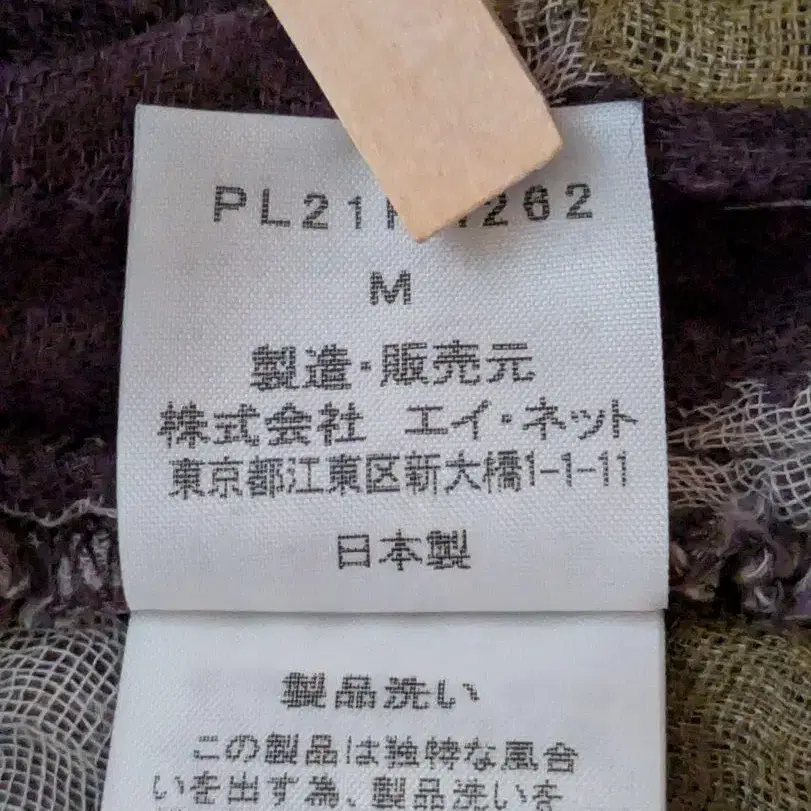 M
製造・販売元
株式会社 エイ・ネット
東京都江東区新大橋1-1-11
日本製
製品洗い
この製品は独特な風合
いを出す為、製品洗いを